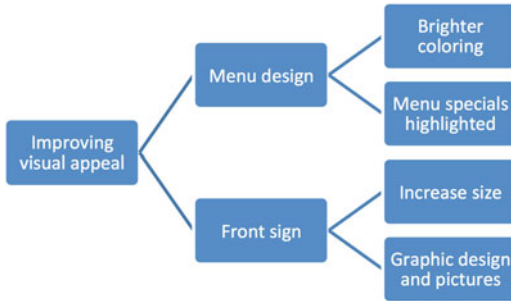 Improving
visual appeal
Menu design
Brighter
coloring
Menu specials
highlighted
Front sign
Increase size
Graphic design
and pictures